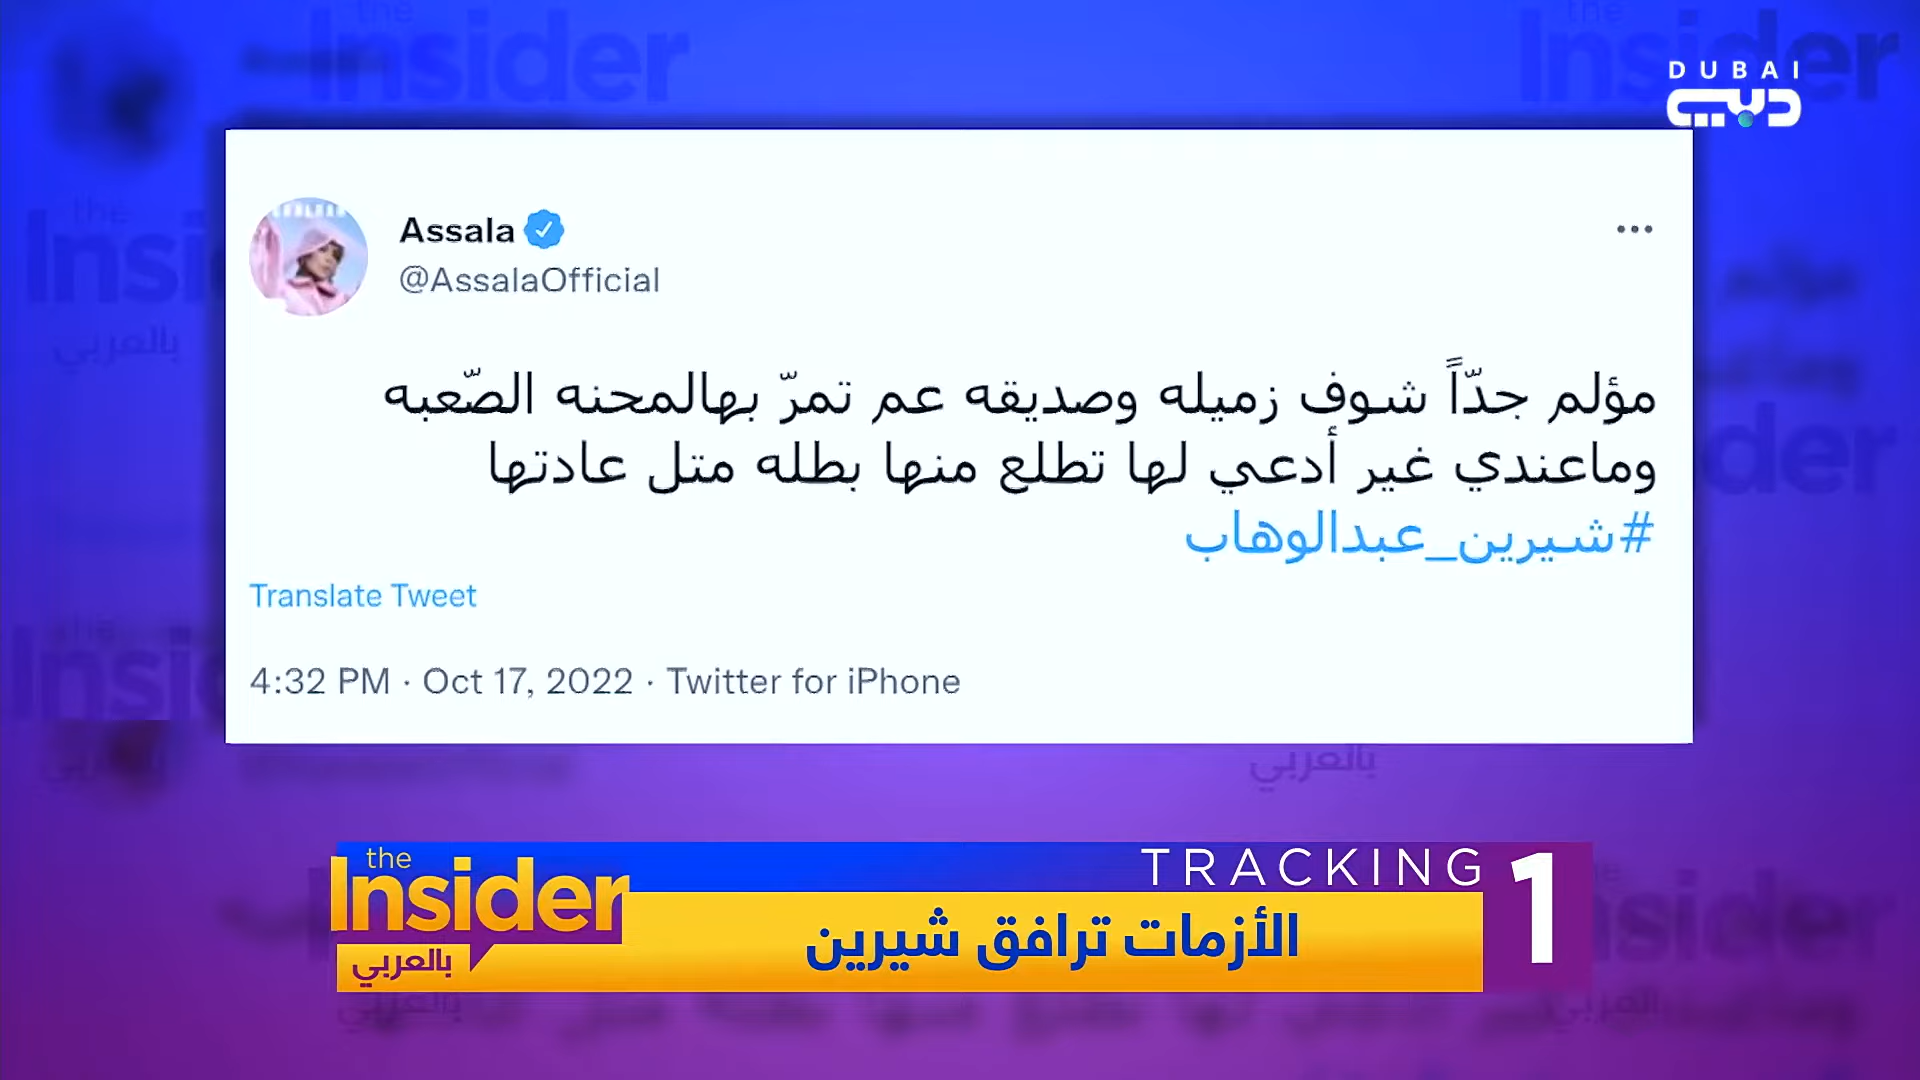 DUBAI
دبي
Assala
@AssalaOfficial
مؤلم جدّاً شوف زميله وصديقه عم تمرّ بهالمحنه الصّعبه
وماعندي غير أدعي لها تطلع منها بطله متل عادتها
#شيرين_عبدالوهاب
Translate Tweet
4:32 PM · Oct 17, 2022 · Twitter for iPhone
the
Insider
بالعربي
TRACKING
1
الأزمات ترافق شيرين